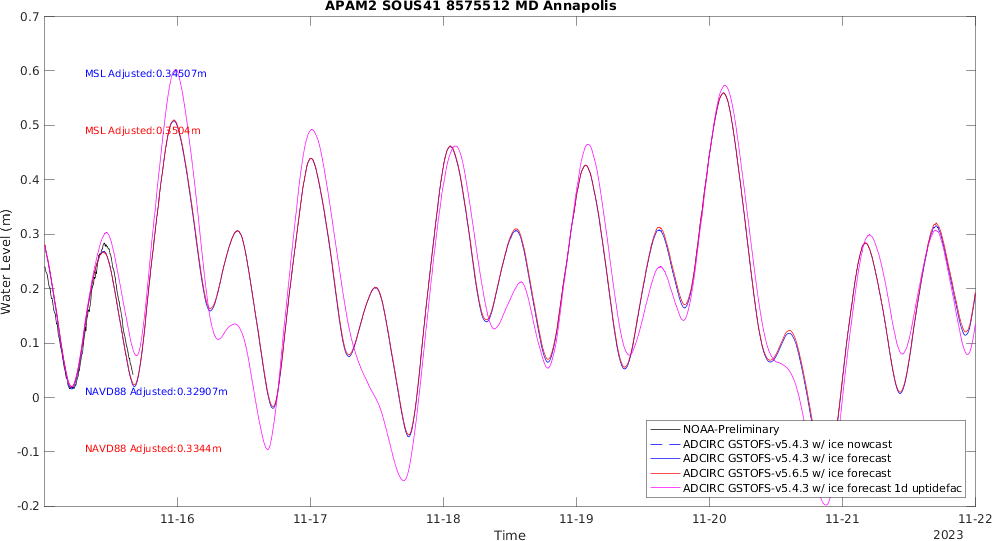 APAM2 SOUS41 8575512 MD Annapolis
0.7
0.6
0.5
0.4
0.3
0.2
0.1
0
-0.1
-0.2
Water Level (m)
MSL Adjusted:0.34507m
MSL Adjusted:0.3504m
NAVD88 Adjusted:0.32907m
NAVD88 Adjusted:0.3344m
NOAA-Preliminary
ADCIRC GSTOFS-v5.4.3 w/ ice nowcast
ADCIRC GSTOFS-v5.4.3 w/ ice forecast
ADCIRC GSTOFS-v5.6.5 w/ ice forecast
ADCIRC GSTOFS-v5.4.3 w/ ice forecast 1d uptidefac
11-16 11-17 11-18 11-19 11-20 11-21 11-22
Time
2023